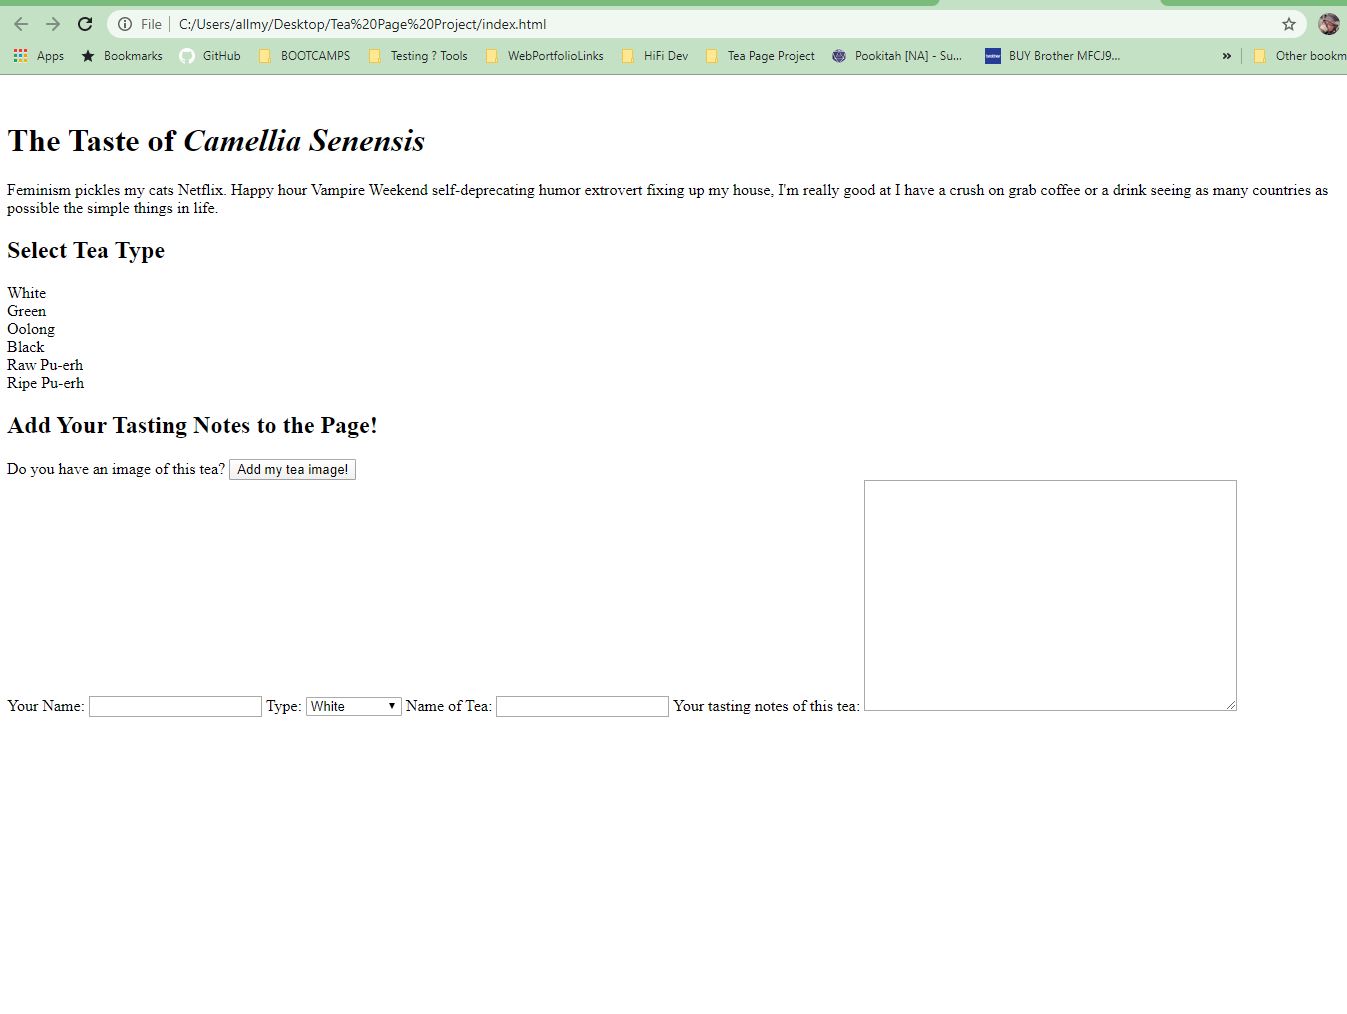 File C:/Users/allmy/Desktop/Tea%20Page%20Project/index.html
Apps Bookmarks GitHub BOOTCAMPS Testing ? Tools WebPortfolioLinks HiFi Dev Tea Page Project Pookitah [NA] - Su... BUY Brother MFCJ9... » Other bookm
The Taste of Camellia Senensis
Feminism pickles my cats Netflix. Happy hour Vampire Weekend self-deprecating humor extrovert fixing up my house, I'm really good at I have a crush on grab coffee or a drink seeing as many countries as
possible the simple things in life.
Select Tea Type
White
Green
Oolong
Black
Raw Pu-erh
Ripe Pu-erh
Add Your Tasting Notes to the Page!
Do you have an image of this tea? Add my tea image!
Your Name: Type: White Name of Tea: Your tasting notes of this tea: